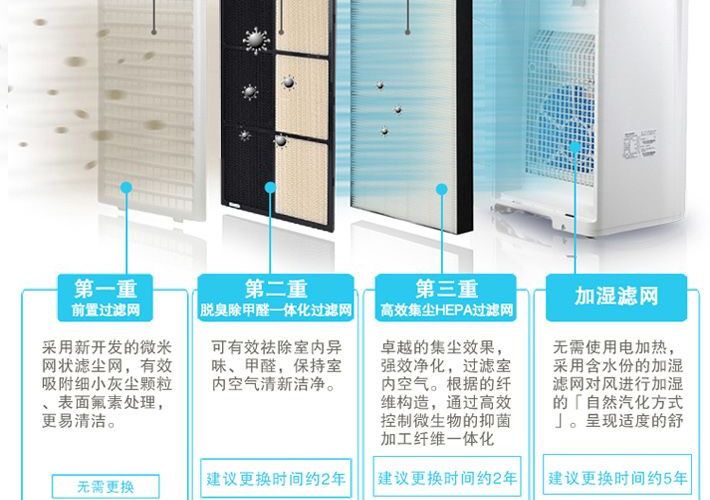 第一重
前置过滤网
采用新开发的微米
网状滤尘网，有效
吸附细小灰尘颗粒
、表面氟素处理，
更易清洁。
无需更换
第二重
脱臭除甲醛一体化过滤网
可有效祛除室内异
味、甲醛，保持室
内空气清新洁净。
建议更换时间约2年
第三重
高效集尘HEPA过滤网
卓越的集尘效果，
强效净化，过滤室
内空气。根据的纤
维构造，通过高效
控制微生物的抑菌
加工纤维一体化
建议更换时间约2年
加湿滤网
无需使用电加热，
采用含水份的加湿
滤网对风进行加湿
的「自然汽化方式
」。呈现适度的舒
建议更换时间约5年